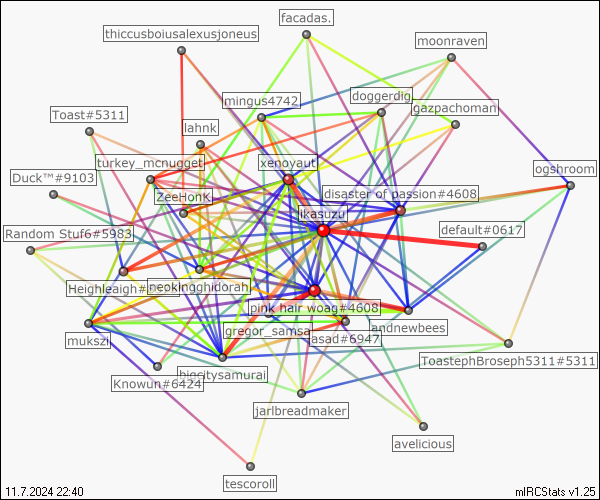 facadas.
thiccusboiusalexusjoneus
moonraven
mingus4742
doggerdig
gazpachoman
Toast#5311
lahnk
turkey_mcnugget
xenoyaut
ogshroom
Duck™#9103
ZeeHonK
disaster of passion#4608
jikasuzu
default#0617
Random Stuf6#5983
Heighleigh#
neokingghidorah
pink hair woag#4608
mukszi
gregor_samsa
asad#6947
andnewbees
ToastephBroseph5311#5311
Knowun#6424
bigcitysamurai
jarlbreadmaker
avelicious
tescoroll
11.7.2024 22:40
mIRCStats v1.25